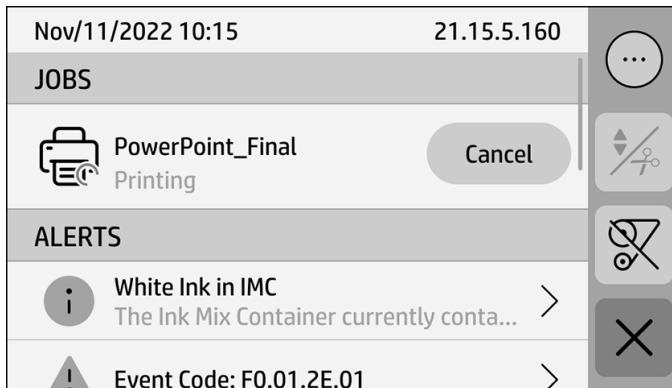 Nov/11/2022 10:15 21.15.5.160
JOBS
PowerPoint_Final
Printing
Cancel
ALERTS
White Ink in IMC
The Ink Mix Container currently conta...
Event Code: F0.01.2E.01